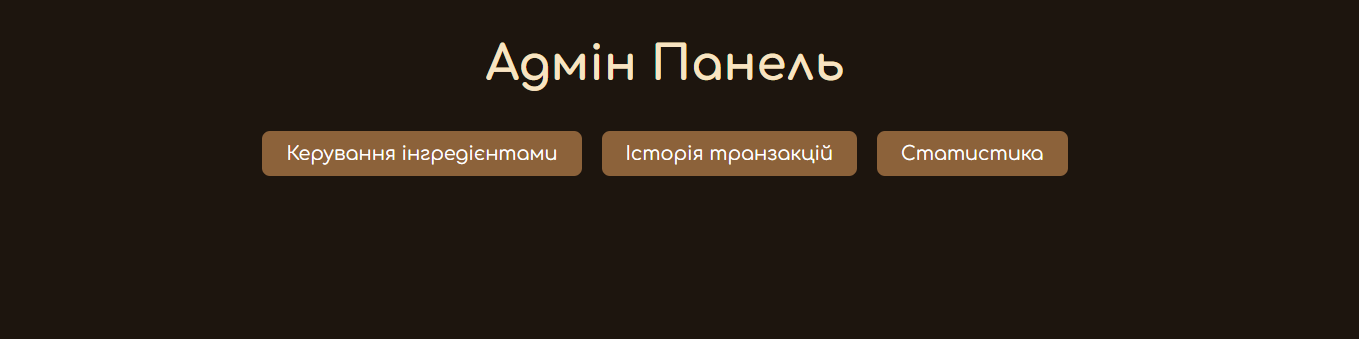 Адмін Панель
Керування інгредієнтами Історія транзакцій Статистика